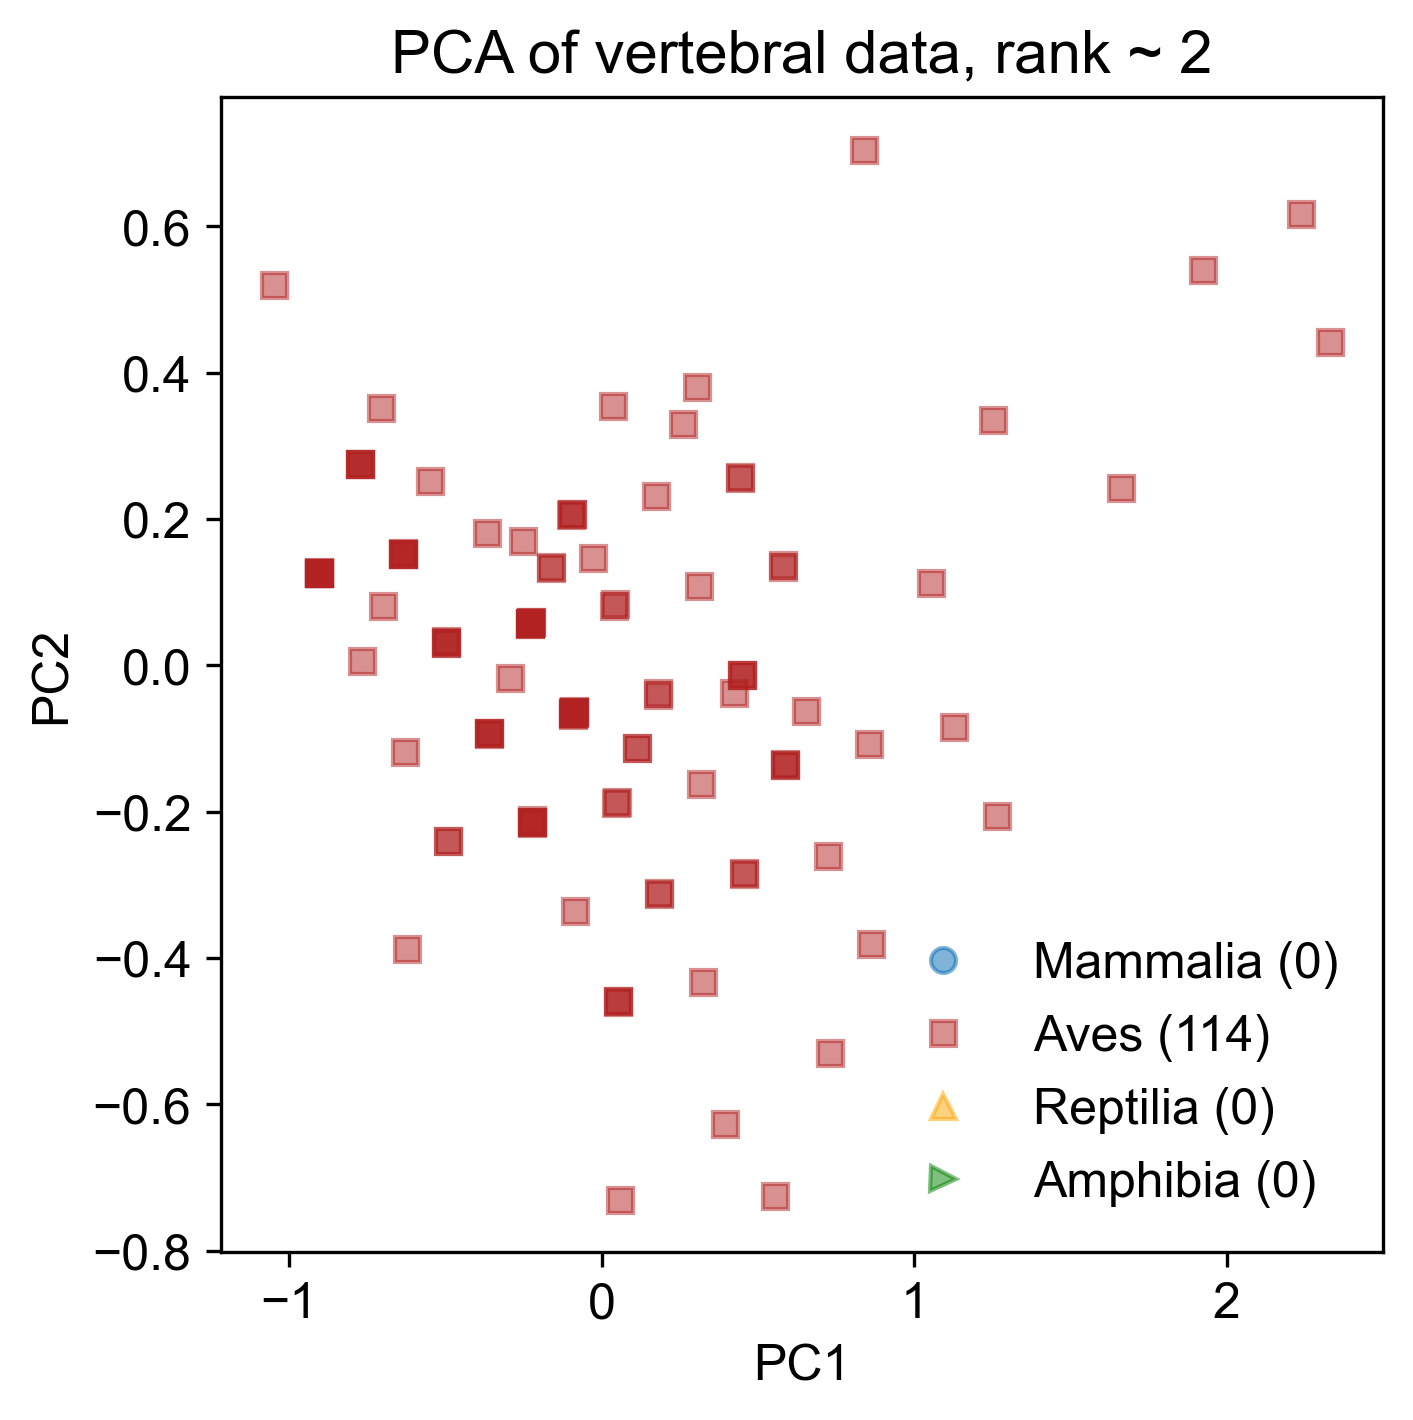 PCA of vertebral data, rank ~ 2
0.6
0.4
0.2
0.0
−0.2
−0.4
−0.6
−0.8
PC2
Mammalia (0)
Aves (114)
Reptilia (0)
Amphibia (0)
−1 0 1 2
PC1